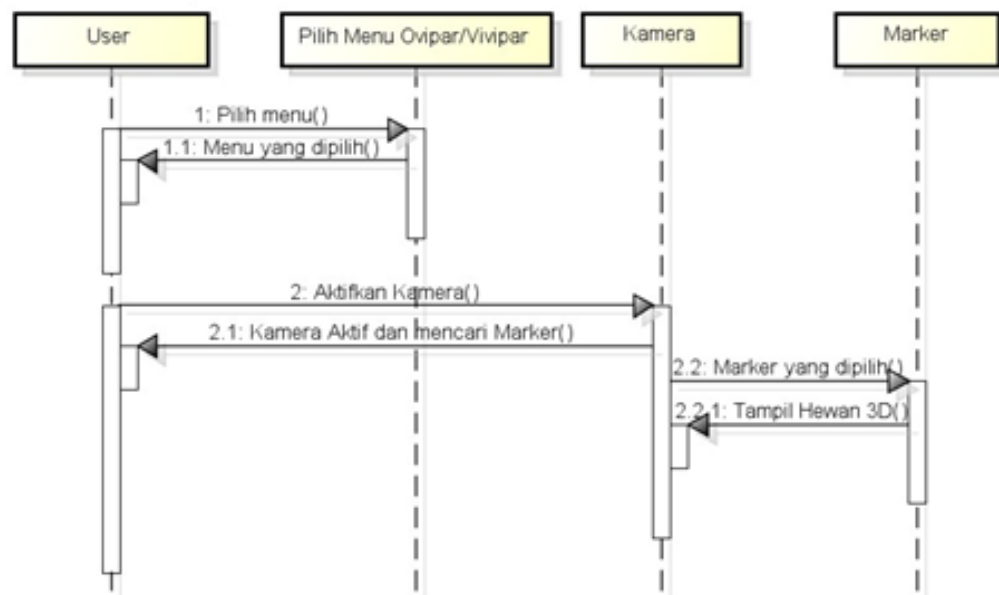 User
Pilih Menu Ovipar/Vivipar
Kamera
Marker
1: Pilih menu()
1.1: Menu yang dipilih()
2: Aktifkan Kamera()
2.1: Kamera Aktif dan mencari Marker()
2.2: Marker yang dipilih()
2.2.1: Tampil Hewan 3D()